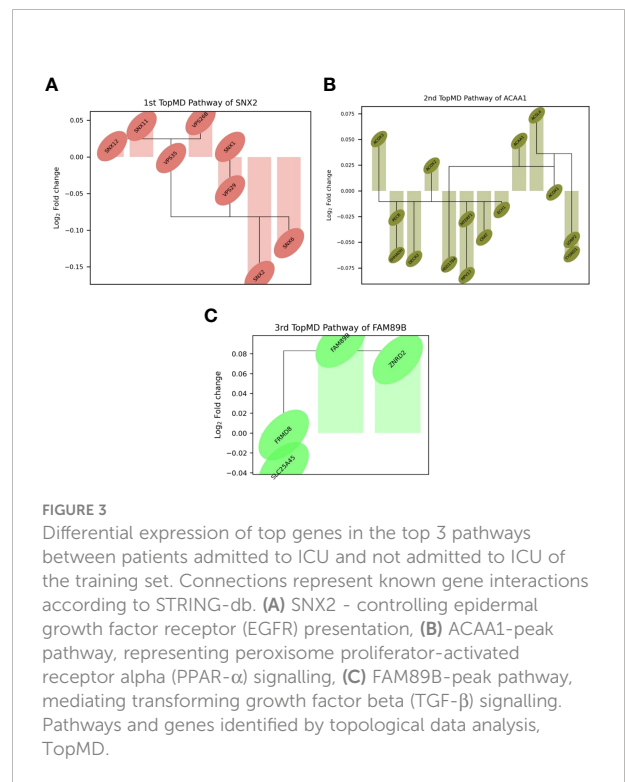 A
1st TopMD Pathway of SNX2
0.05
0.00
−0.05
−0.10
−0.15
Log2 Fold change
SNX12
SNX11
VPS26B
VPS35
SNX1
VPS29
SNX2
SNX6
B
2nd TopMD Pathway of ACAA1
0.075
0.050
0.025
0.000
−0.025
−0.050
−0.075
Log2 Fold change
C
3rd TopMD Pathway of FAM89B
0.08
0.06
0.04
0.02
0.00
−0.02
−0.04
Log2 Fold change
FAM89B
ZNRD2
FRMD8
SLC25A45
FIGURE 3
Differential expression of top genes in the top 3 pathways
between patients admitted to ICU and not admitted to ICU of
the training set. Connections represent known gene interactions
according to STRING-db. (A) SNX2 - controlling epidermal
growth factor receptor (EGFR) presentation, (B) ACAA1-peak
pathway, representing peroxisome proliferator-activated
receptor alpha (PPAR-α) signalling, (C) FAM89B-peak pathway,
mediating transforming growth factor beta (TGF-β) signalling.
Pathways and genes identified by topological data analysis,
TopMD.